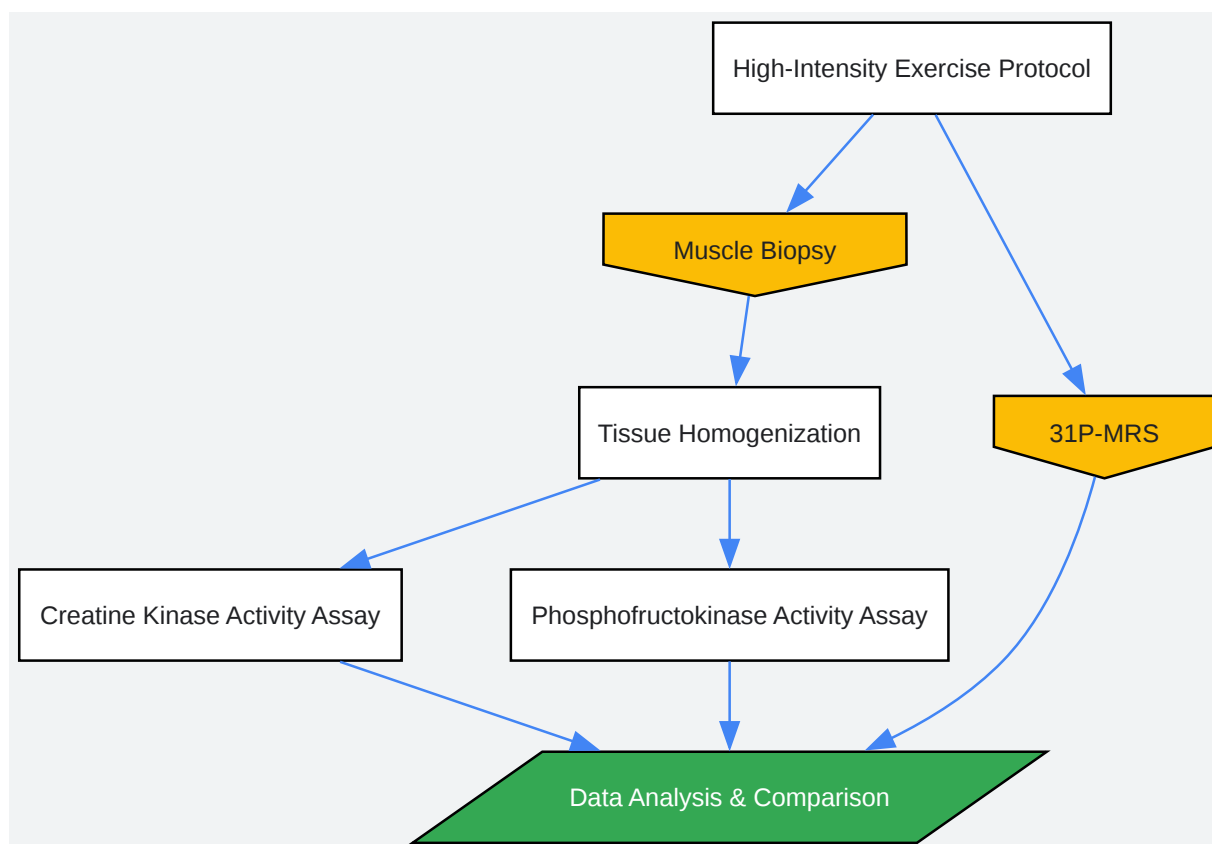 High-Intensity Exercise Protocol
Muscle Biopsy
Tissue Homogenization
31P-MRS
Creatine Kinase Activity Assay
Phosphofructokinase Activity Assay
Data Analysis & Comparison